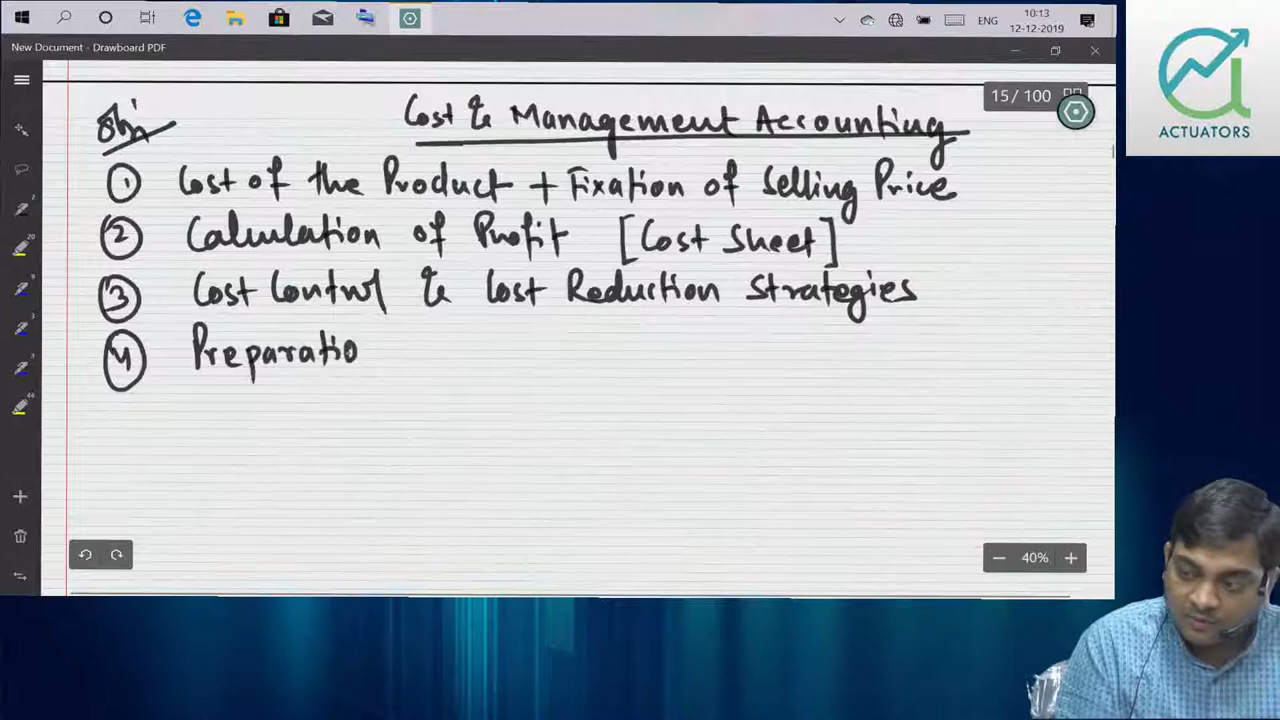 10:13
ENG
12-12-2019
New Document - Drawboard PDF
15 / 100
ACTUATORS
Obj
Cost & Management Accounting
① Cost of the Product + Fixation of Selling Price
② Calculation of Profit [Cost Sheet]
③ Cost Control & Cost Reduction Strategies
④ Preparatio
40%